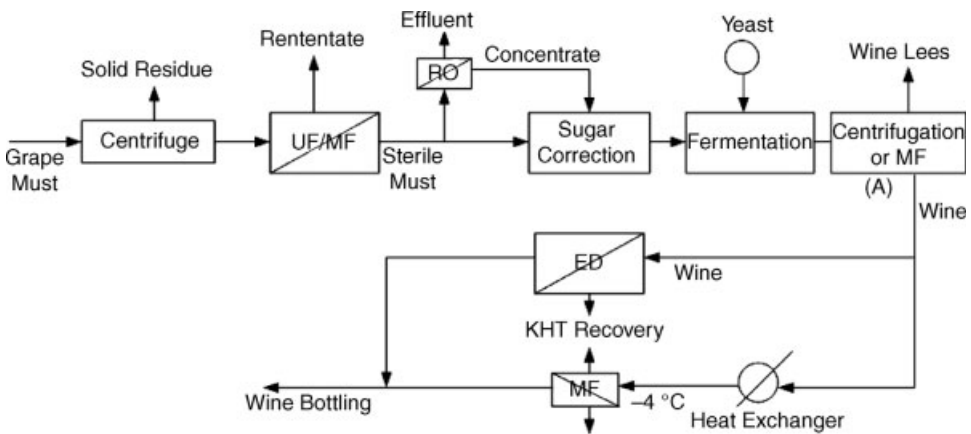 Effluent
Rententate
RO
Concentrate
Yeast
Wine Lees
Solid Residue
Centrifuge
UF/MF
Sugar
Correction
Fermentation
Centrifugation
or MF
(A)
Grape
Must
Sterile
Must
Wine
ED
Wine
KHT Recovery
MF
–4 °C
Heat Exchanger
Wine Bottling